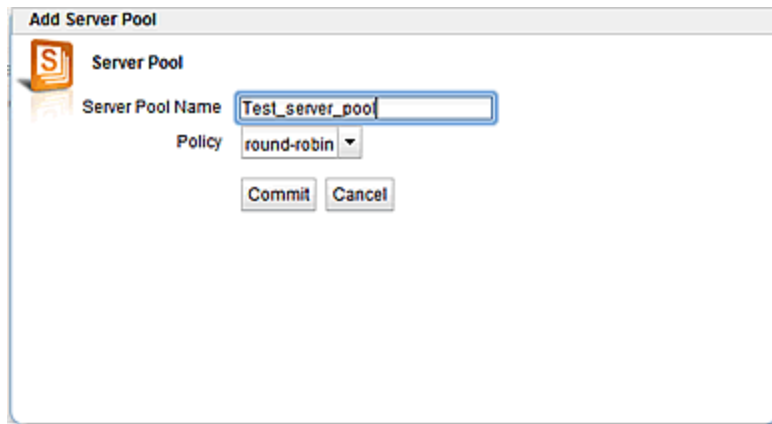 Add Server Pool
S
Server Pool
Server Pool Name Test_server_pool
Policy round-robin
Commit Cancel